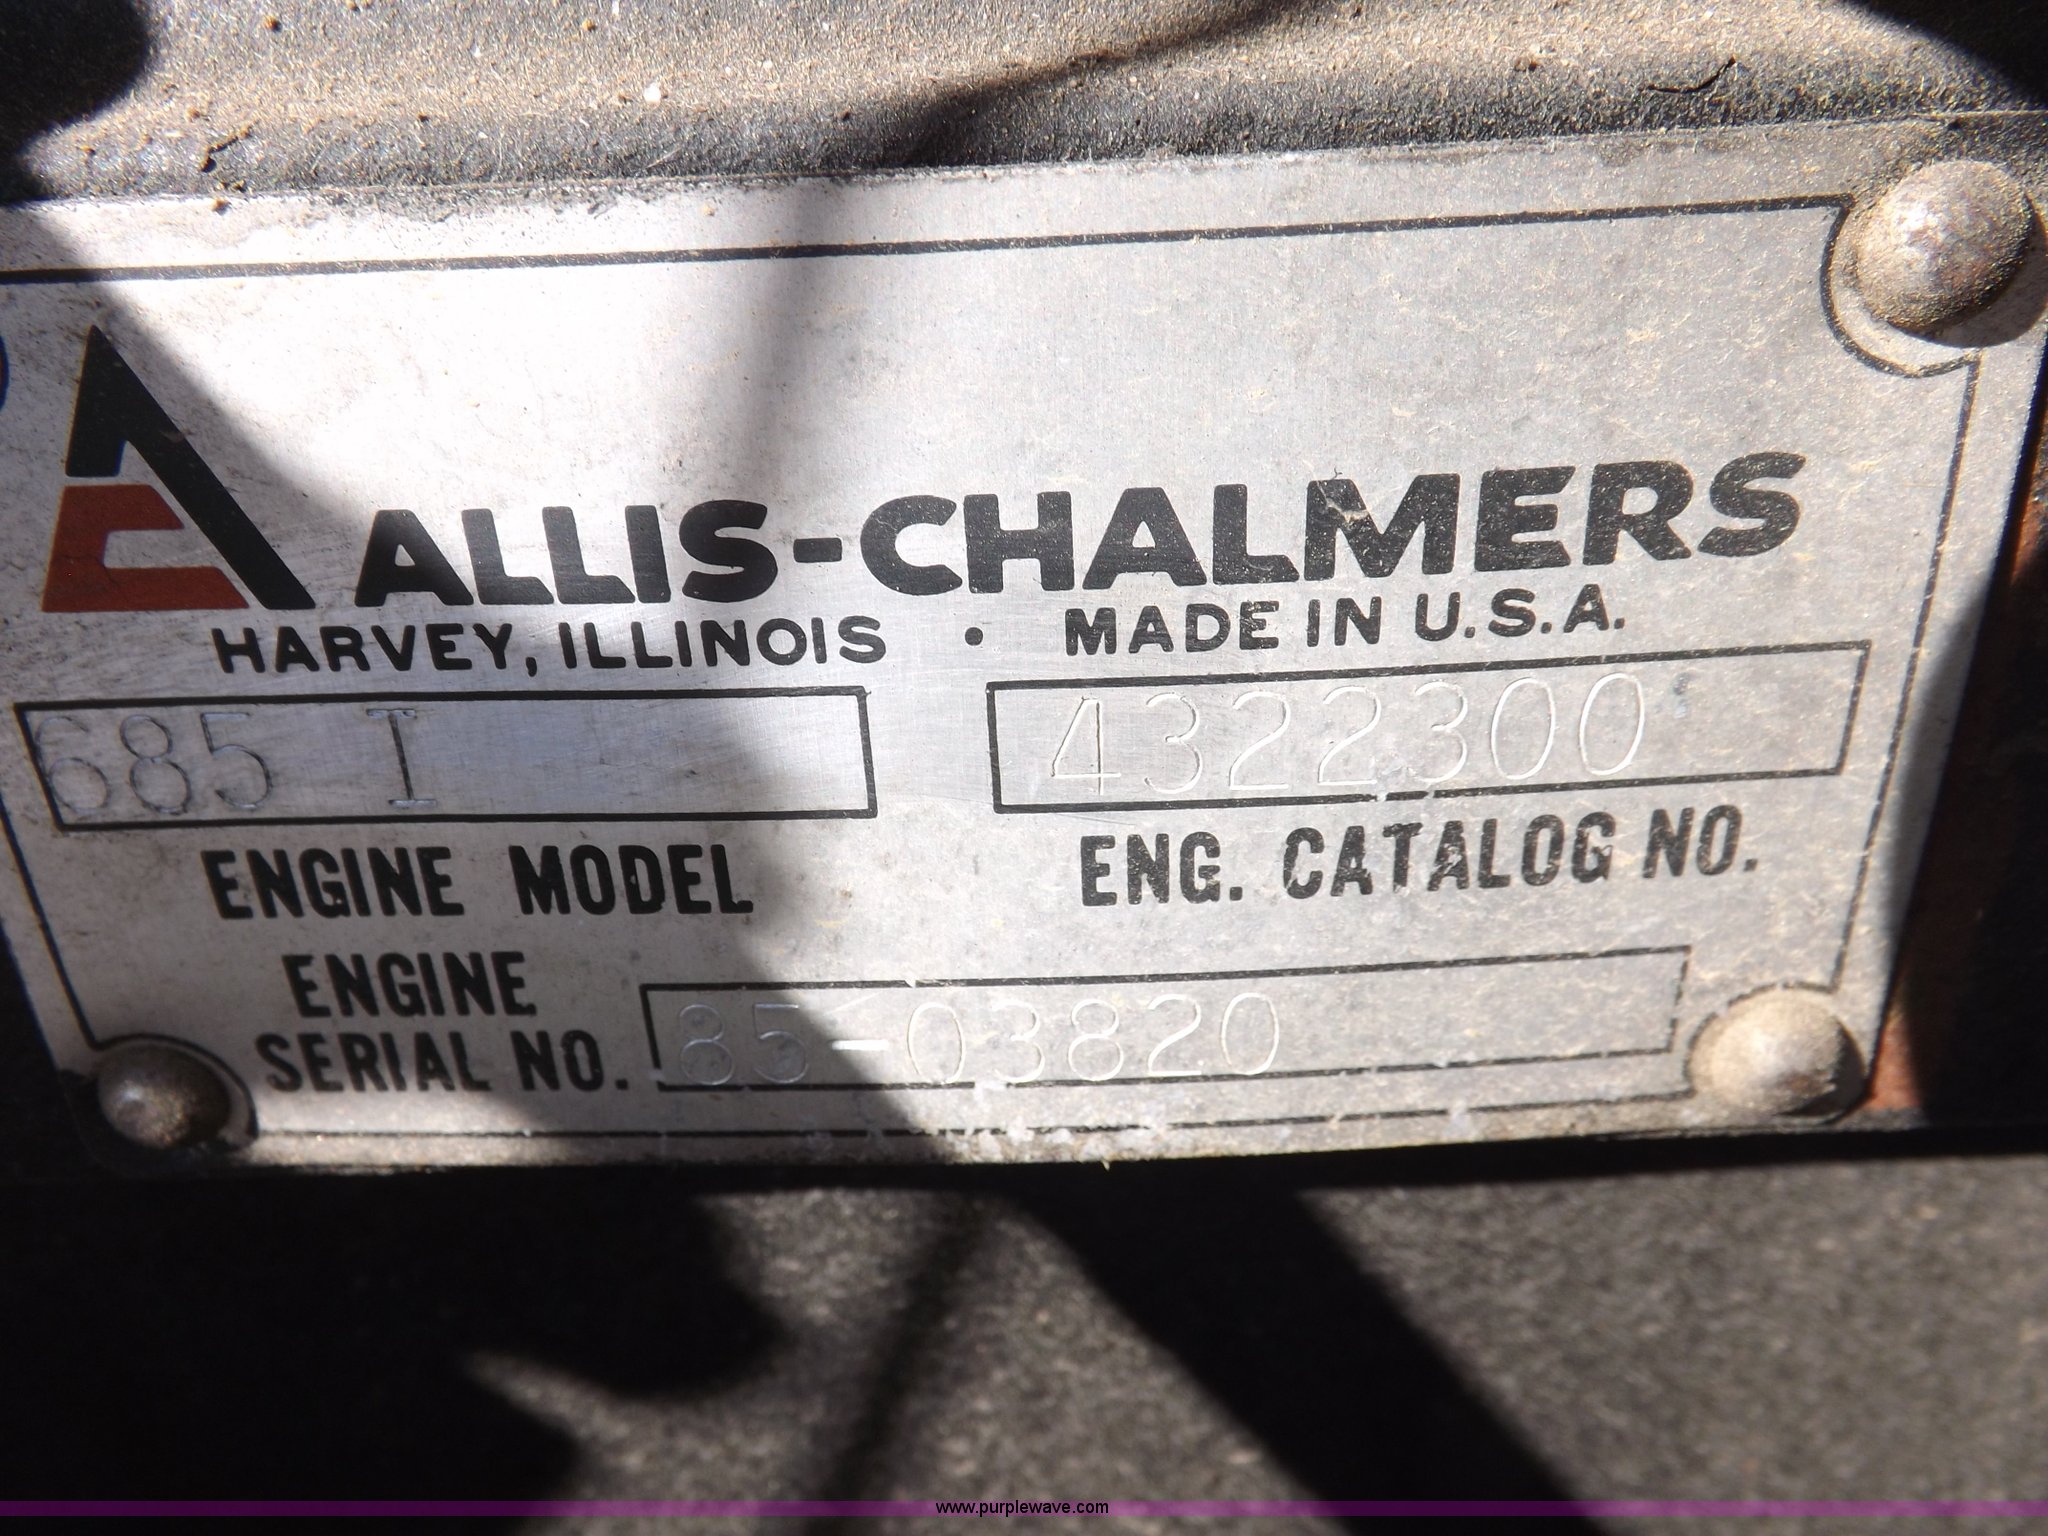 ALLIS-CHALMERS
HARVEY, ILLINOIS · MADE IN U.S.A.
685 I 4322300
ENGINE MODEL ENG. CATALOG NO.
ENGINE
SERIAL NO. 85-03820
www.purplewave.com